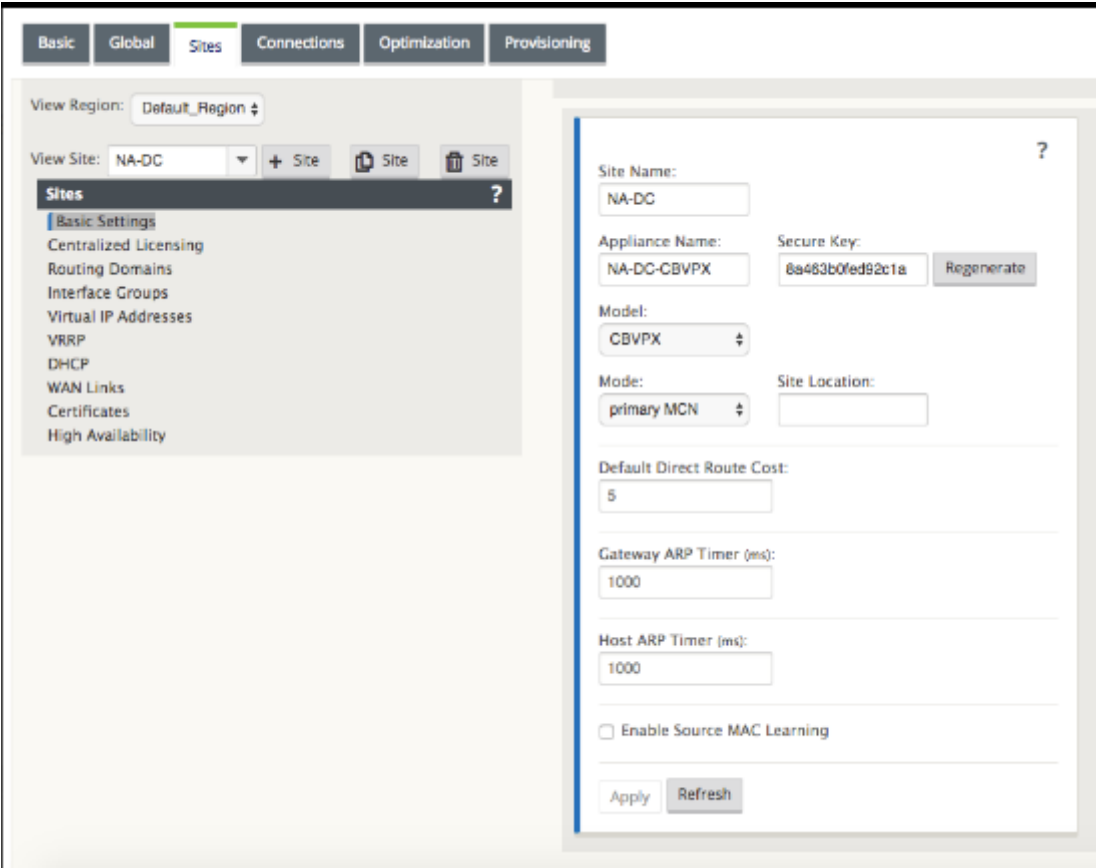 Basic Global Sites Connections Optimization Provisioning
View Region: Default_Region
View Site: NA-DC + Site Site Site
Sites ?
Basic Settings
Centralized Licensing
Routing Domains
Interface Groups
Virtual IP Addresses
VRRP
DHCP
WAN Links
Certificates
High Availability
?
Site Name:
NA-DC
Appliance Name: Secure Key:
NA-DC-CBVPX 8a463b0fed92c1a Regenerate
Model:
CBVPX
Mode: Site Location:
primary MCN
Default Direct Route Cost:
5
Gateway ARP Timer (ms):
1000
Host ARP Timer (ms):
1000
Enable Source MAC Learning
Apply Refresh